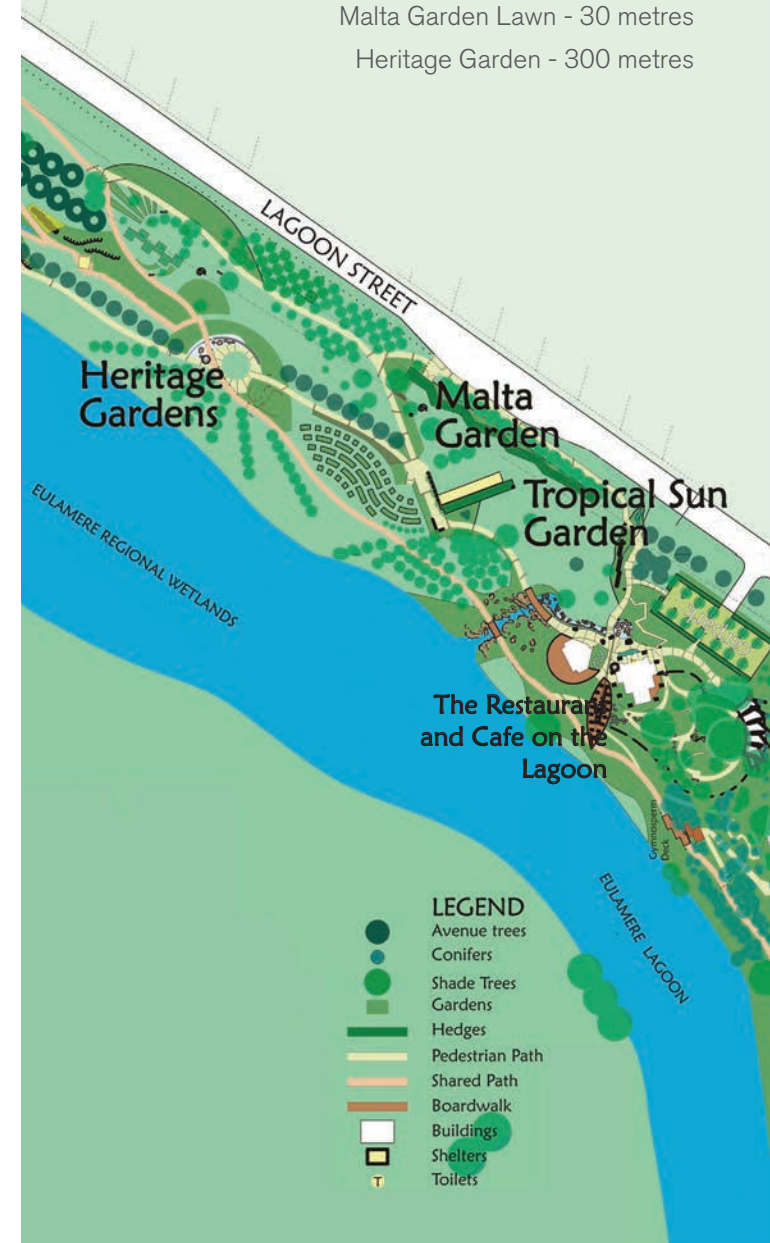 Malta Garden Lawn - 30 metres
Heritage Garden - 300 metres
LAGOON STREET
Heritage
Gardens
Malta
Garden
Tropical Sun
Garden
EULAMERE REGIONAL WETLANDS
CARPARK
The Restaurant
and Cafe on the
Lagoon
Gymnosperm
Deck
EULAMERE LAGOON
LEGEND
Avenue trees
Conifers
Shade Trees
Gardens
Hedges
Pedestrian Path
Shared Path
Boardwalk
Buildings
Shelters
T Toilets